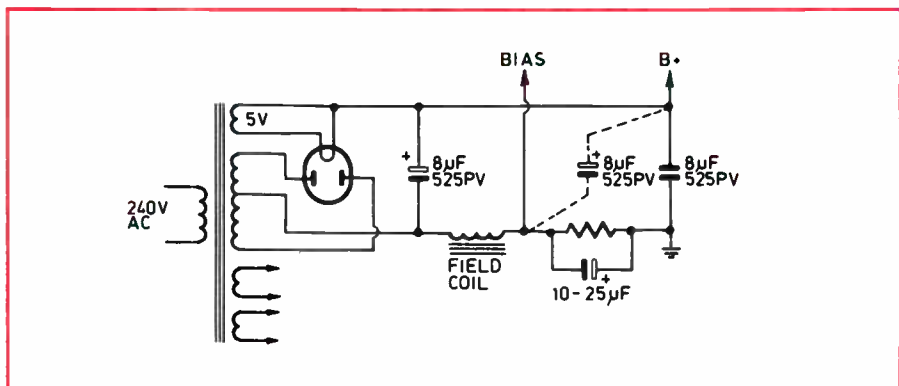 BIAS
B+
5V
+
8µF
525PV
+
8µF
525PV
8µF
525PV
240V
AC
FIELD
COIL
+
10-25µF